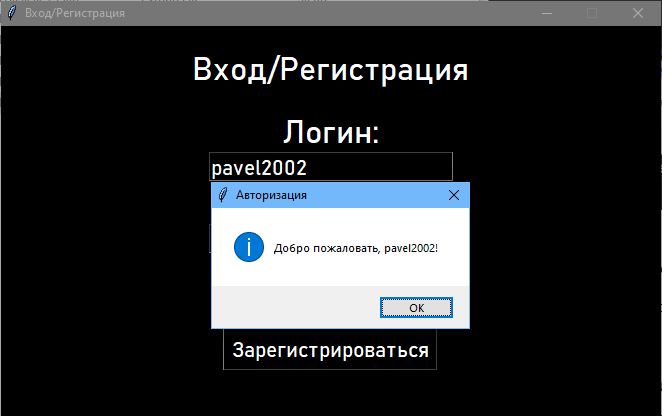 Вход/Регистрация
Вход/Регистрация
Логин:
pavel2002
Авторизация
Добро пожаловать, pavel2002!
OK
Зарегистрироваться